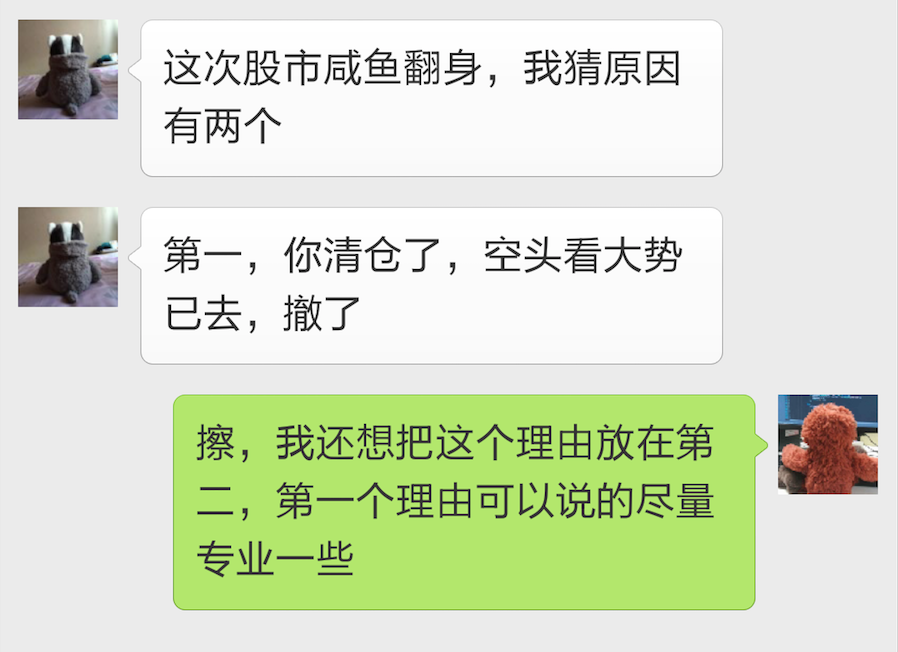 这次股市咸鱼翻身，我猜原因
有两个
第一，你清仓了，空头看大势
已去，撤了
擦，我还想把这个理由放在第
二，第一个理由可以说的尽量
专业一些